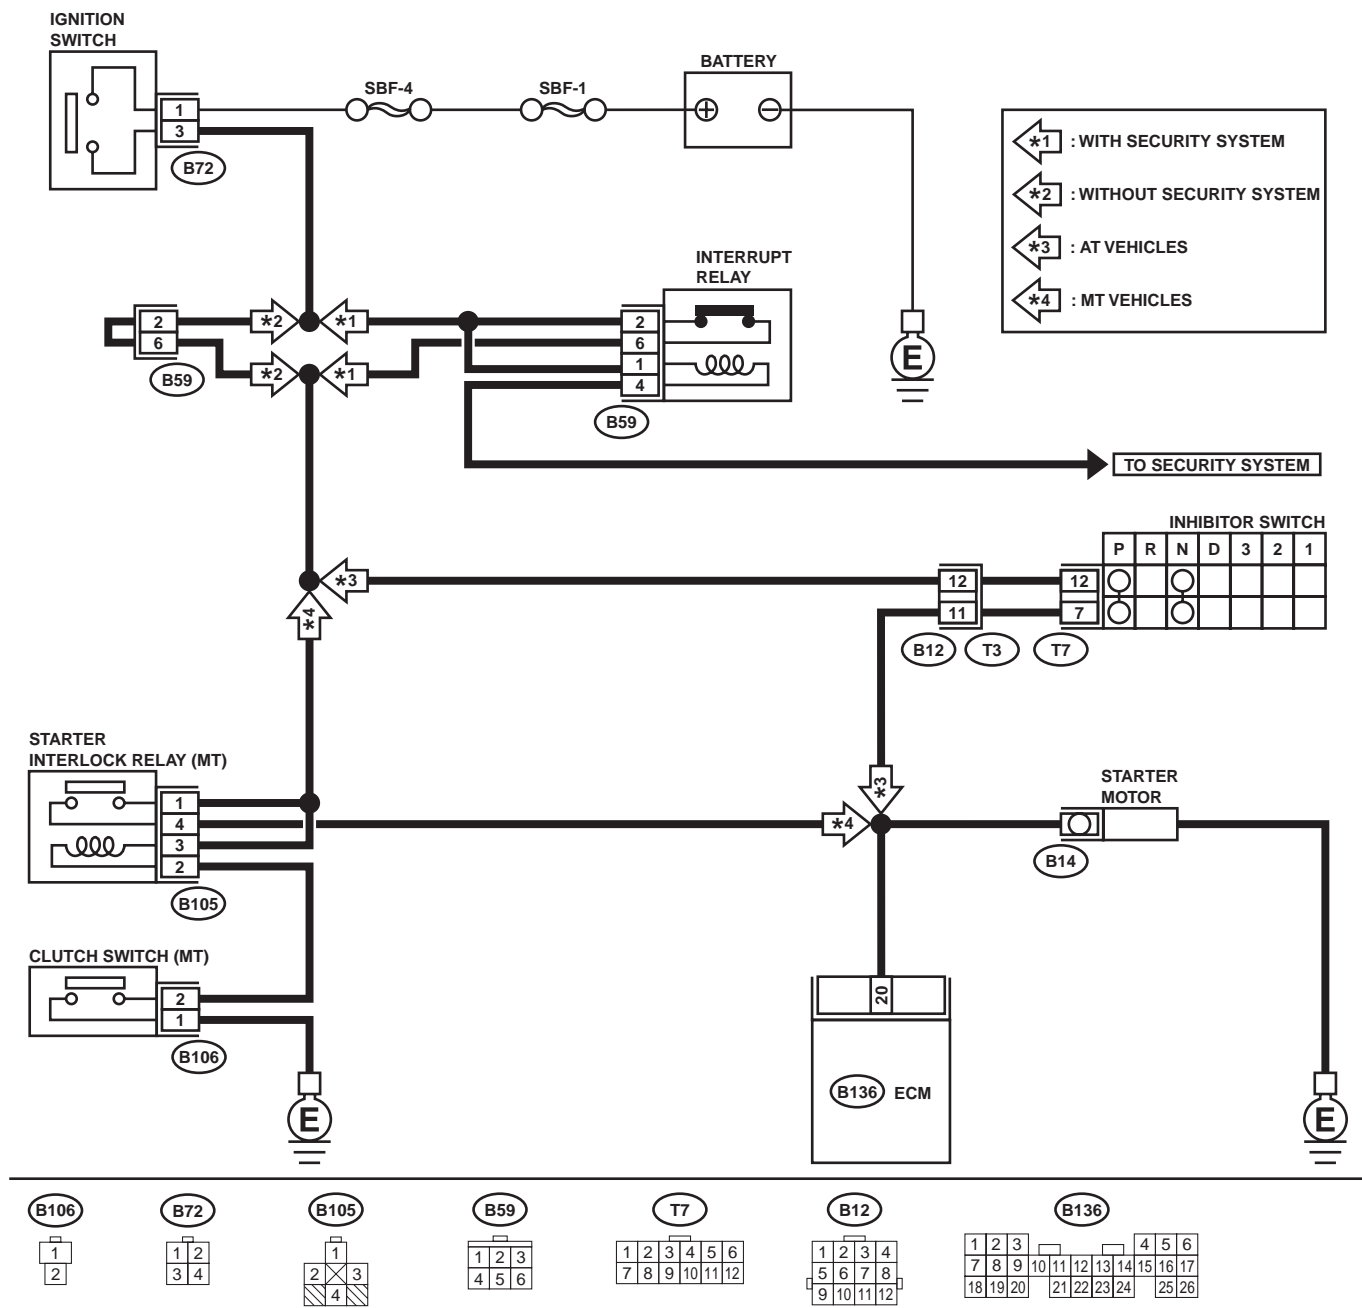 IGNITION
SWITCH
1
3
B72
SBF-4
SBF-1
BATTERY
+
−
*1 : WITH SECURITY SYSTEM
*2 : WITHOUT SECURITY SYSTEM
*3 : AT VEHICLES
*4 : MT VEHICLES
INTERRUPT
RELAY
2
6
B59
*2
*1
*2
*1
2
6
1
4
B59
E
TO SECURITY SYSTEM
INHIBITOR SWITCH
P R N D 3 2 1
*3
*4
12
11
12
7
B12
T3
T7
STARTER
INTERLOCK RELAY (MT)
1
4
3
2
B105
*3
*4
STARTER
MOTOR
B14
CLUTCH SWITCH (MT)
2
1
B106
E
20
B136 ECM
E
B106
1
2
B72
1 2
3 4
B105
1
2 3
4
B59
1 2 3
4 5 6
T7
1 2 3 4 5 6
7 8 9 10 11 12
B12
1 2 3 4
5 6 7 8
9 10 11 12
B136
1 2 3 4 5 6
7 8 9 10 11 12 13 14 15 16 17
18 19 20 21 22 23 24 25 26